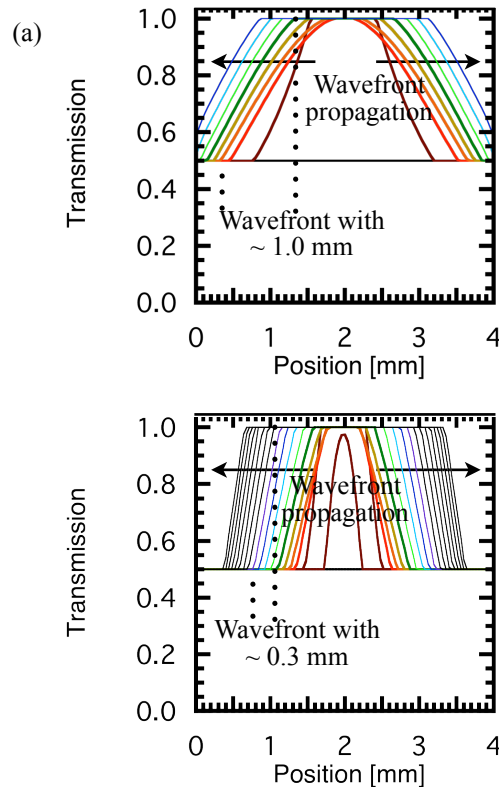 (a)
Transmission
1.0
0.8
0.6
0.4
0.2
0.0
Wavefront
propagation
Wavefront with
~ 1.0 mm
0 1 2 3 4
Position [mm]
Transmission
1.0
0.8
0.6
0.4
0.2
0.0
Wavefront
propagation
Wavefront with
~ 0.3 mm
0 1 2 3 4
Position [mm]